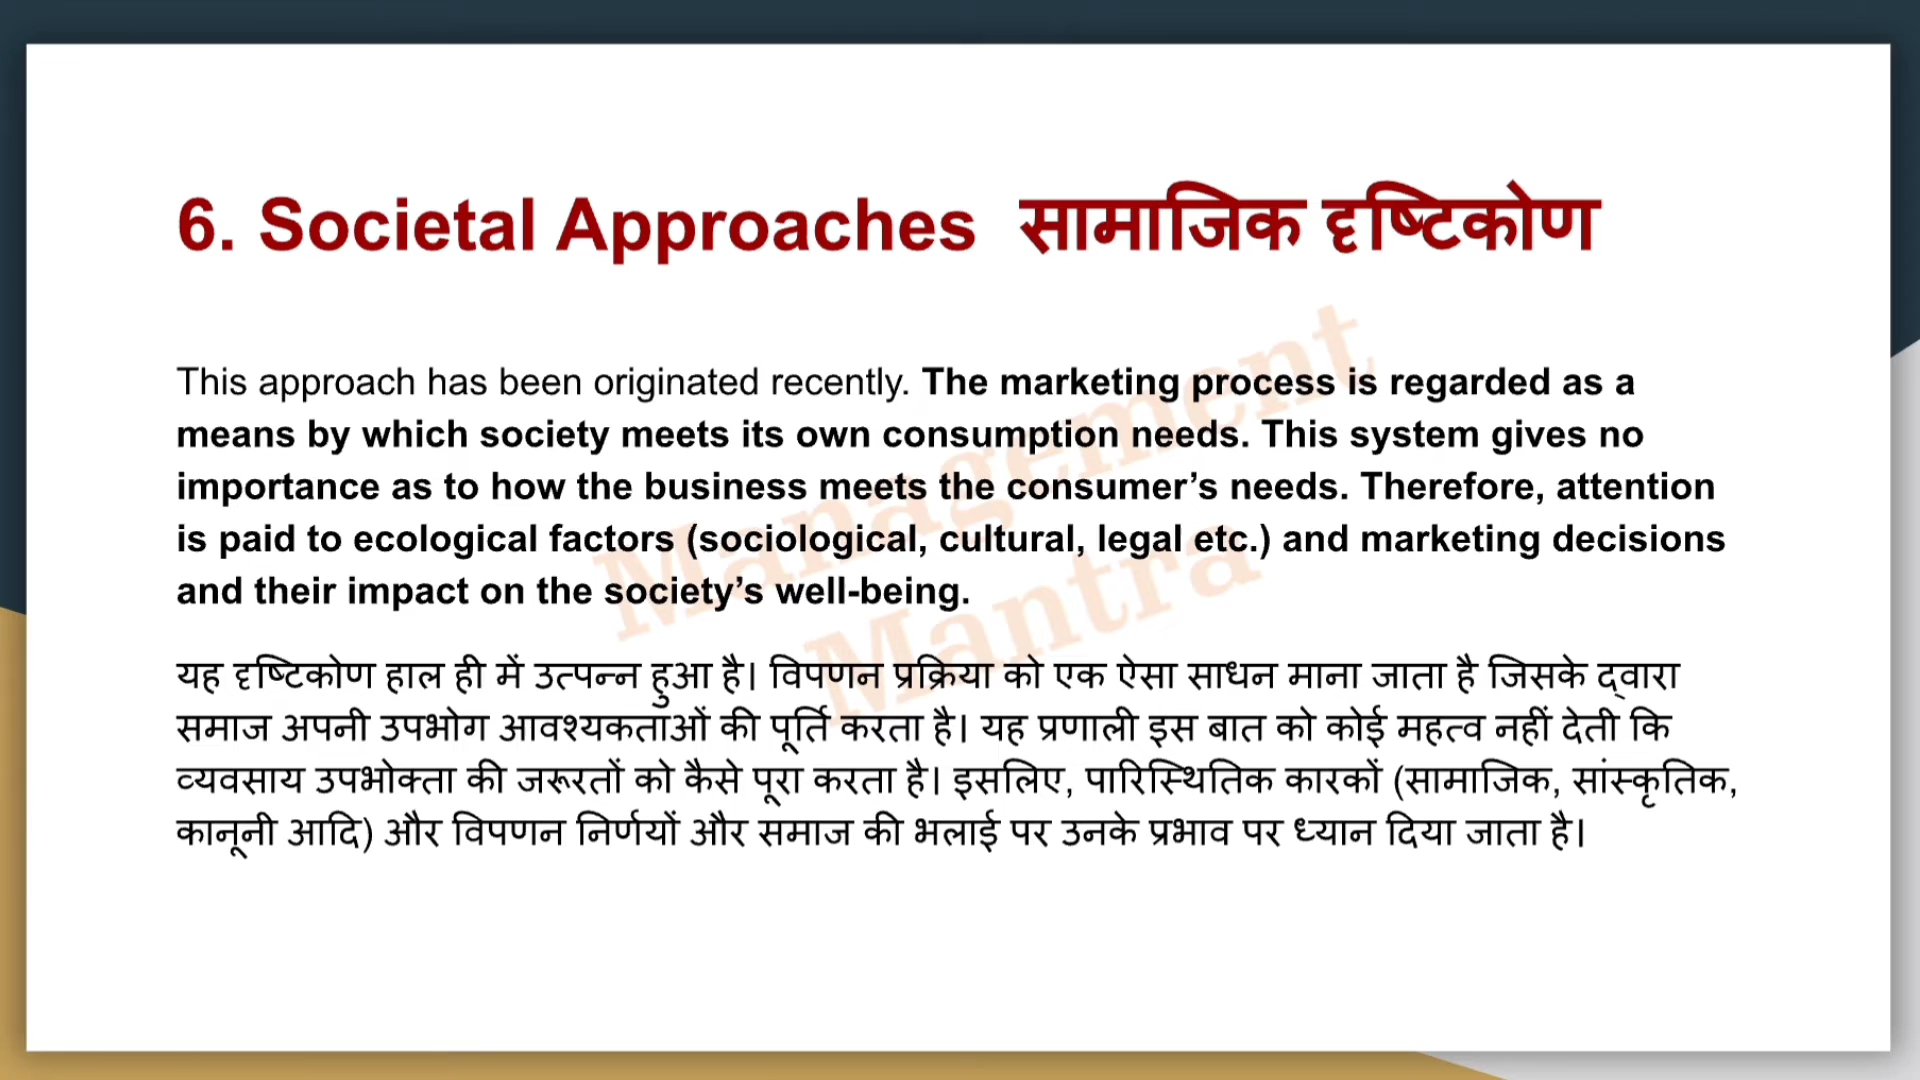 6. Societal Approaches सामाजिक दृष्टिकोण
This approach has been originated recently. The marketing process is regarded as a
means by which society meets its own consumption needs. This system gives no
importance as to how the business meets the consumer’s needs. Therefore, attention
is paid to ecological factors (sociological, cultural, legal etc.) and marketing decisions
and their impact on the society’s well-being.
यह दृष्टिकोण हाल ही में उत्पन्न हुआ है। विपणन प्रक्रिया को एक ऐसा साधन माना जाता है जिसके द्वारा
समाज अपनी उपभोग आवश्यकताओं की पूर्ति करता है। यह प्रणाली इस बात को कोई महत्व नहीं देती कि
व्यवसाय उपभोक्ता की जरूरतों को कैसे पूरा करता है। इसलिए, पारिस्थितिक कारकों (सामाजिक, सांस्कृतिक,
कानूनी आदि) और विपणन निर्णयों और समाज की भलाई पर उनके प्रभाव पर ध्यान दिया जाता है।
Management
Mantra